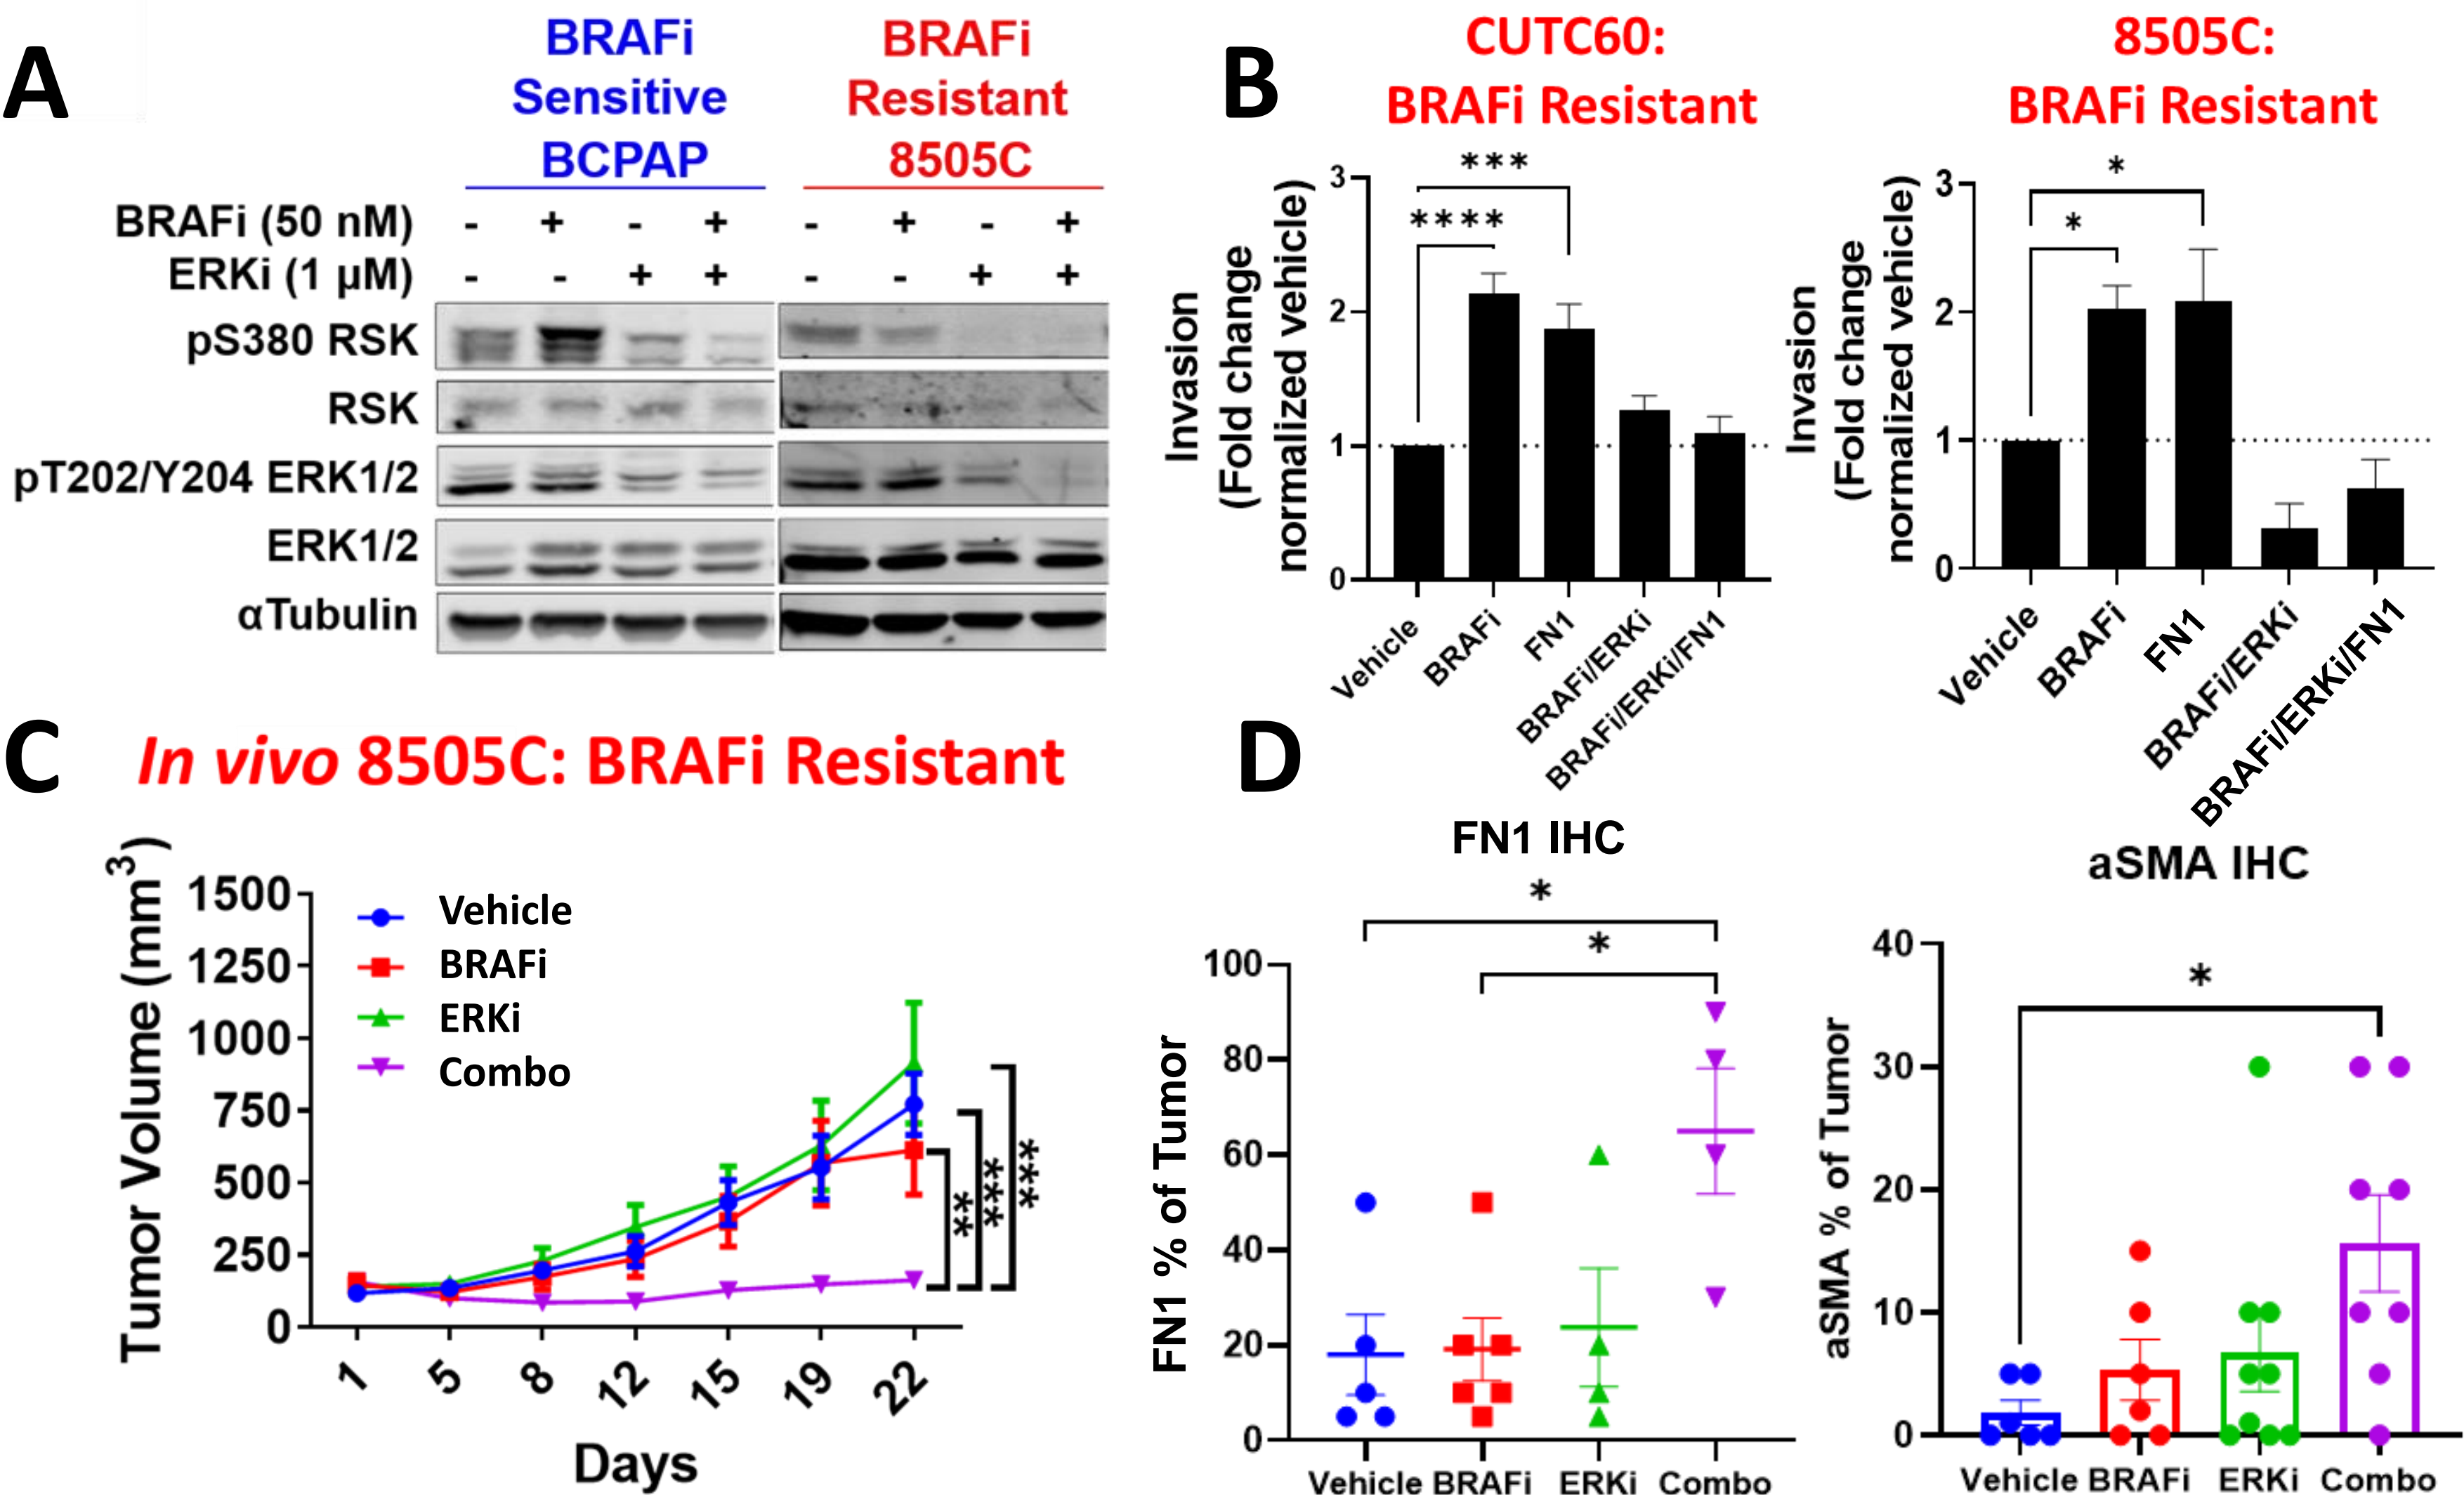 A
BRAFi
Sensitive
BCPAP
BRAFi
Resistant
8505C
BRAFi (50 nM) - + - + - + - +
ERKi (1 µM) - - + + - - + +
pS380 RSK
RSK
pT202/Y204 ERK1/2
ERK1/2
αTubulin
B
CUTC60:
BRAFi Resistant
Invasion
(Fold change
normalized vehicle)
3
2
1
0
***
****
Vehicle
BRAFi
FN1
BRAFi/ERKi
BRAFi/ERKi/FN1
8505C:
BRAFi Resistant
Invasion
(Fold change
normalized vehicle)
3
2
1
0
*
*
Vehicle
BRAFi
FN1
BRAFi/ERKi
BRAFi/ERKi/FN1
C
In vivo 8505C: BRAFi Resistant
Tumor Volume (mm3)
1500
1250
1000
750
500
250
0
Vehicle
BRAFi
ERKi
Combo
**
***
***
1 5 8 12 15 19 22
Days
D
FN1 IHC
*
*
FN1 % of Tumor
100
80
60
40
20
0
Vehicle BRAFi ERKi Combo
aSMA IHC
*
aSMA % of Tumor
40
30
20
10
0
Vehicle BRAFi ERKi Combo